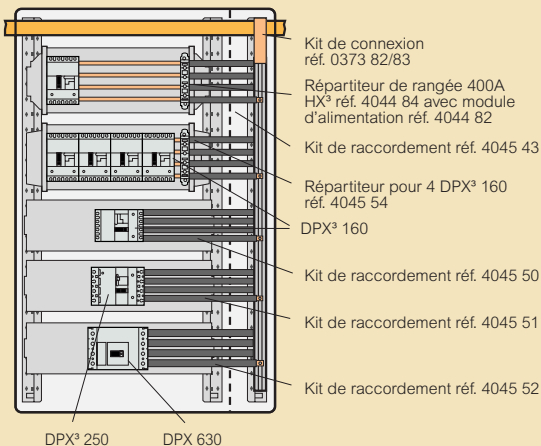 Kit de connexion
réf. 0373 82/83
Répartiteur de rangée 400A
HX³ réf. 4044 84 avec module
d'alimentation réf. 4044 82
Kit de raccordement réf. 4045 43
Répartiteur pour 4 DPX³ 160
réf. 4045 54
DPX³ 160
Kit de raccordement réf. 4045 50
Kit de raccordement réf. 4045 51
Kit de raccordement réf. 4045 52
DPX³ 250
DPX 630